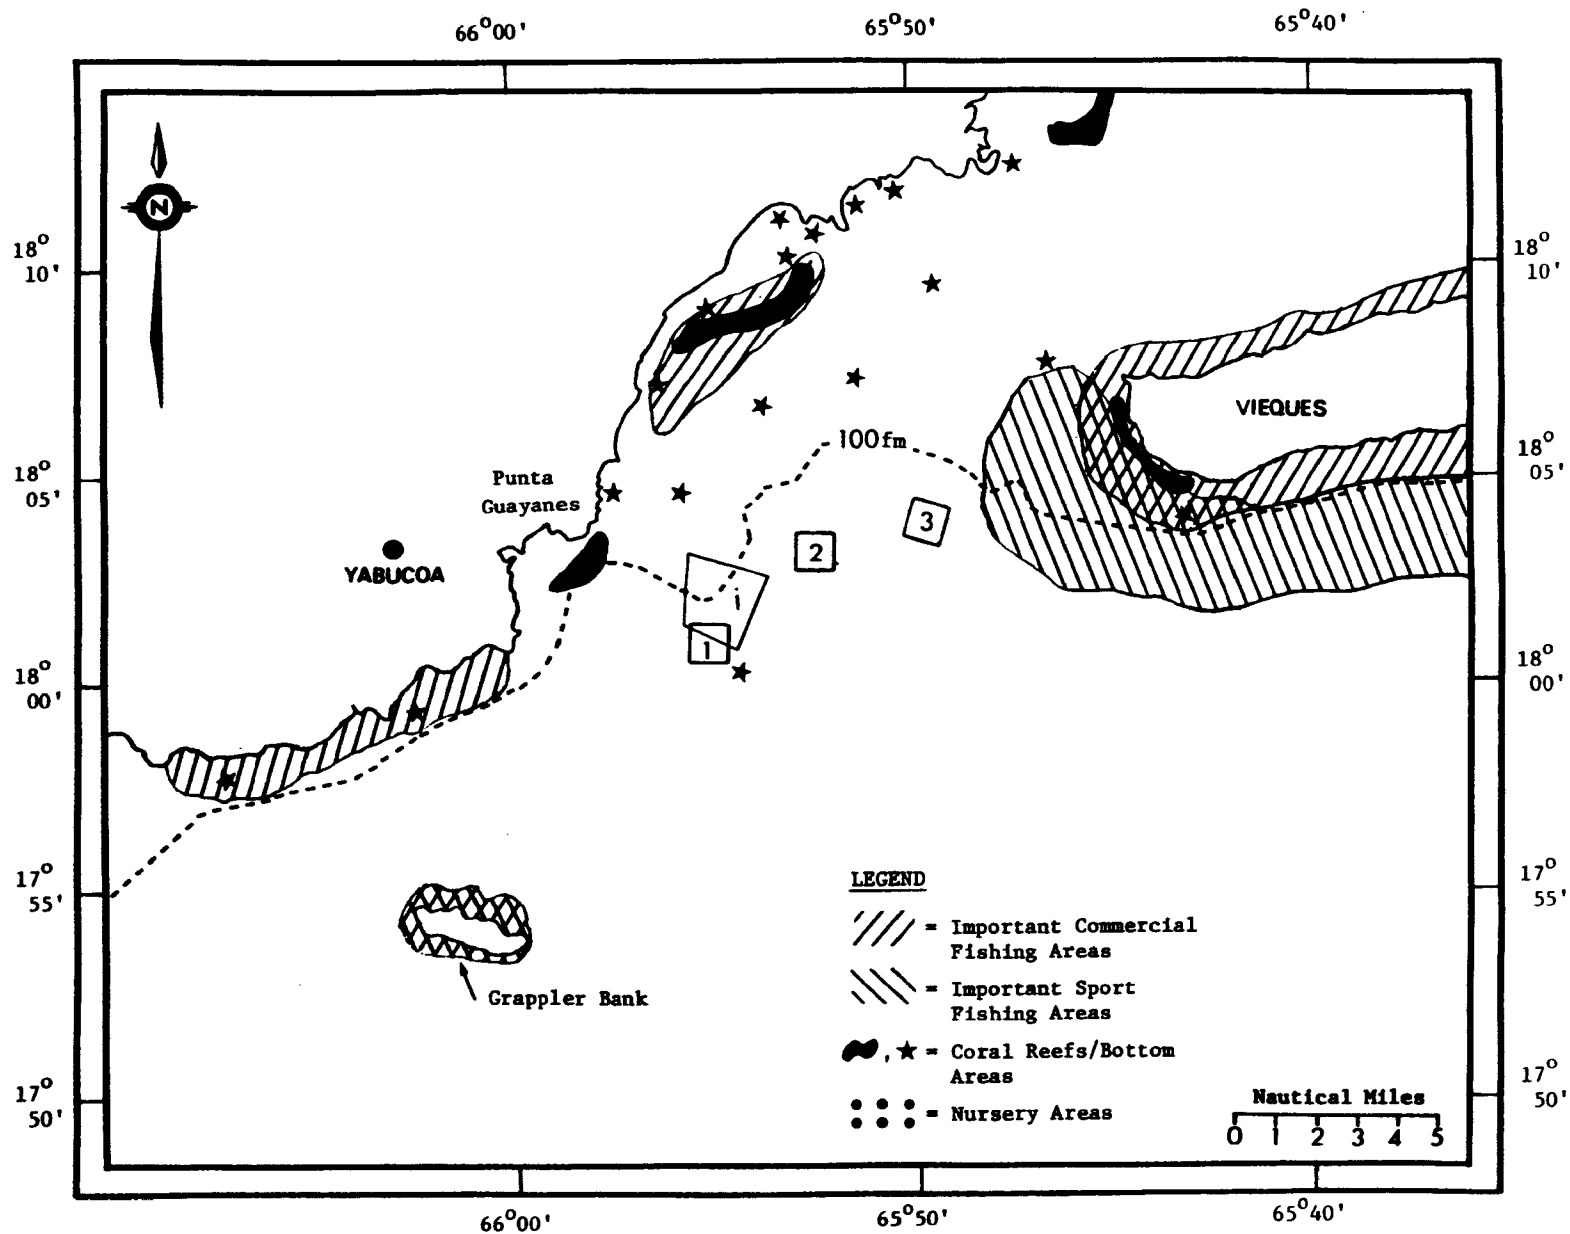 66°00'
65°50'
65°40'
N
18°
10'
18°
10'
VIEQUES
100fm
18°
05'
18°
05'
Punta
Guayanes
3
2
YABUCOA
1
18°
00'
18°
00'
17°
55'
17°
55'
LEGEND
= Important Commercial
Fishing Areas
= Important Sport
Fishing Areas
Grappler Bank
, = Coral Reefs/Bottom
Areas
= Nursery Areas
17°
50'
17°
50'
Nautical Miles
0 1 2 3 4 5
66°00'
65°50'
65°40'